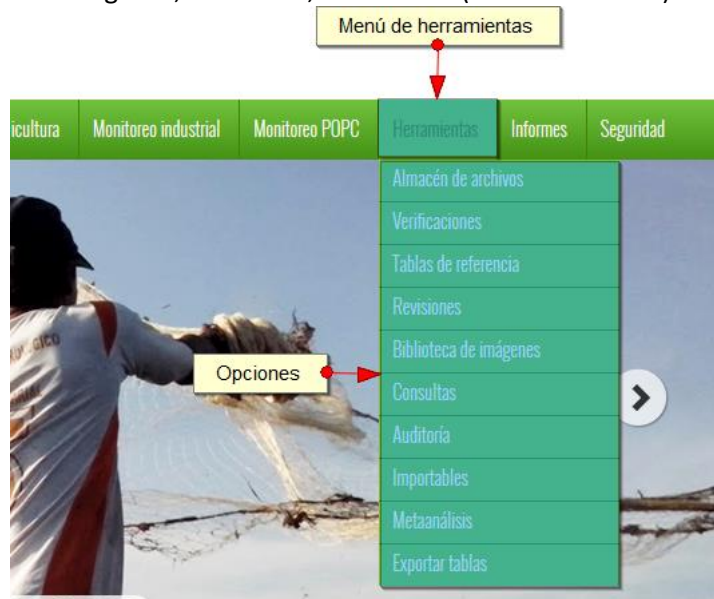 Menú de herramientas
icultura Monitoreo industrial Monitoreo POPC Herramientas Informes Seguridad
Almacén de archivos
Verificaciones
Tablas de referencia
Revisiones
Biblioteca de imágenes
Opciones
Consultas
Auditoría
Importables
Metaanálisis
Exportar tablas